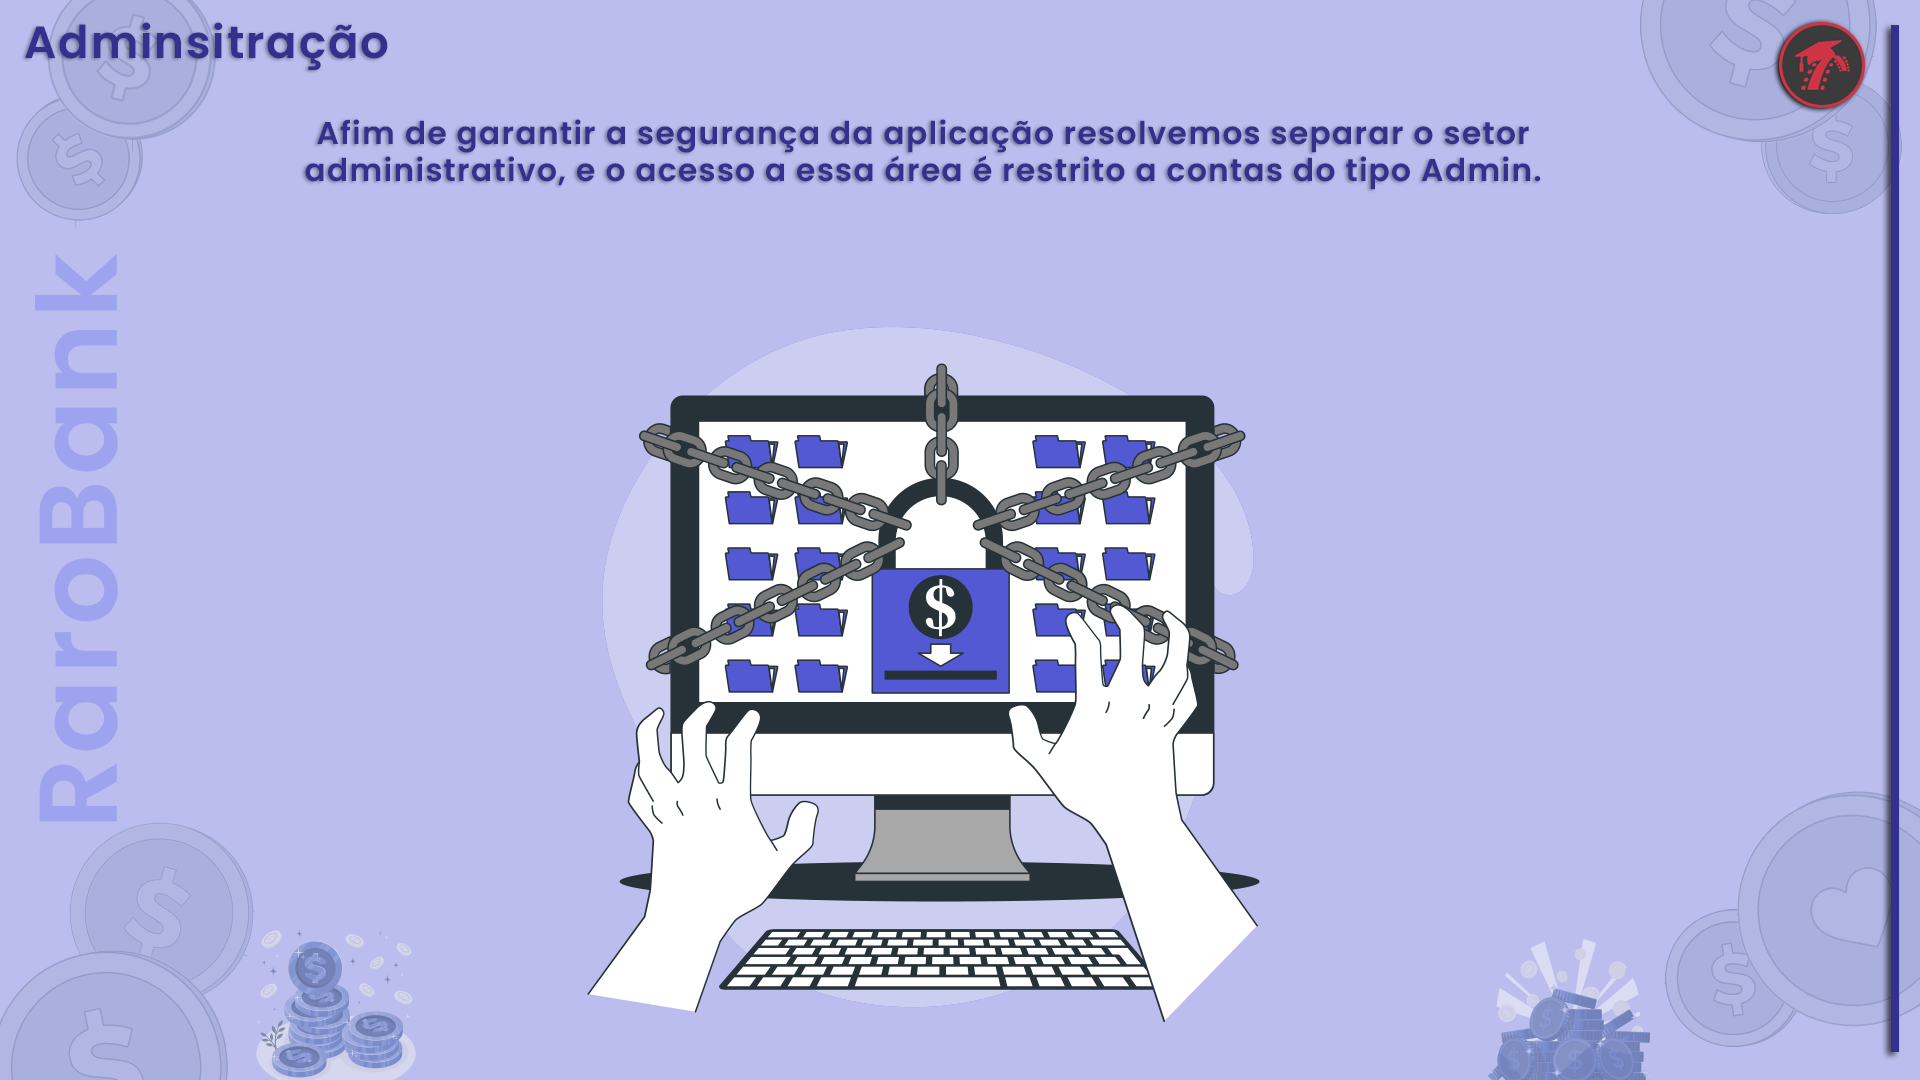 Adminsitração
Afim de garantir a segurança da aplicação resolvemos separar o setor
administrativo, e o acesso a essa área é restrito a contas do tipo Admin.
RaroBank